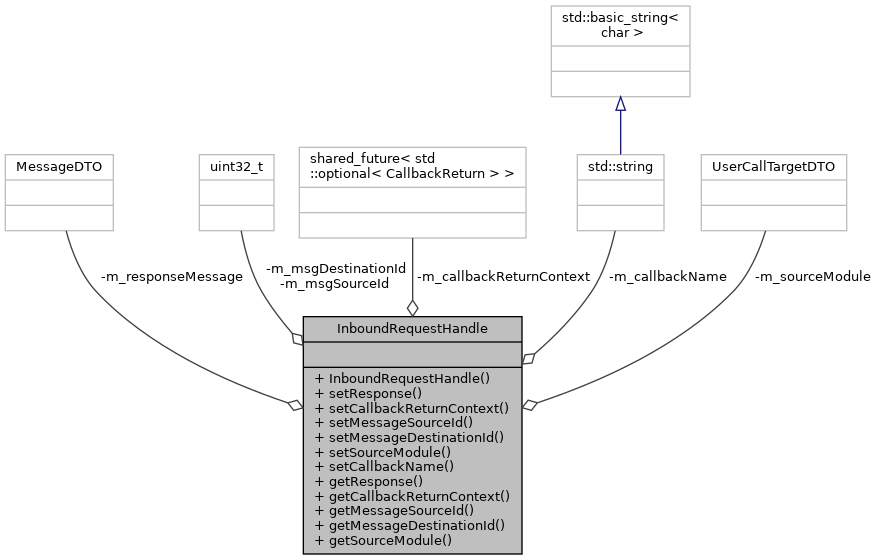 std::basic_string<
char >
MessageDTO
uint32_t
shared_future< std
::optional< CallbackReturn > >
std::string
UserCallTargetDTO
-m_responseMessage
-m_msgDestinationId
-m_msgSourceId
-m_callbackReturnContext
-m_callbackName
-m_sourceModule
InboundRequestHandle
+ InboundRequestHandle()
+ setResponse()
+ setCallbackReturnContext()
+ setMessageSourceId()
+ setMessageDestinationId()
+ setSourceModule()
+ setCallbackName()
+ getResponse()
+ getCallbackReturnContext()
+ getMessageSourceId()
+ getMessageDestinationId()
+ getSourceModule()